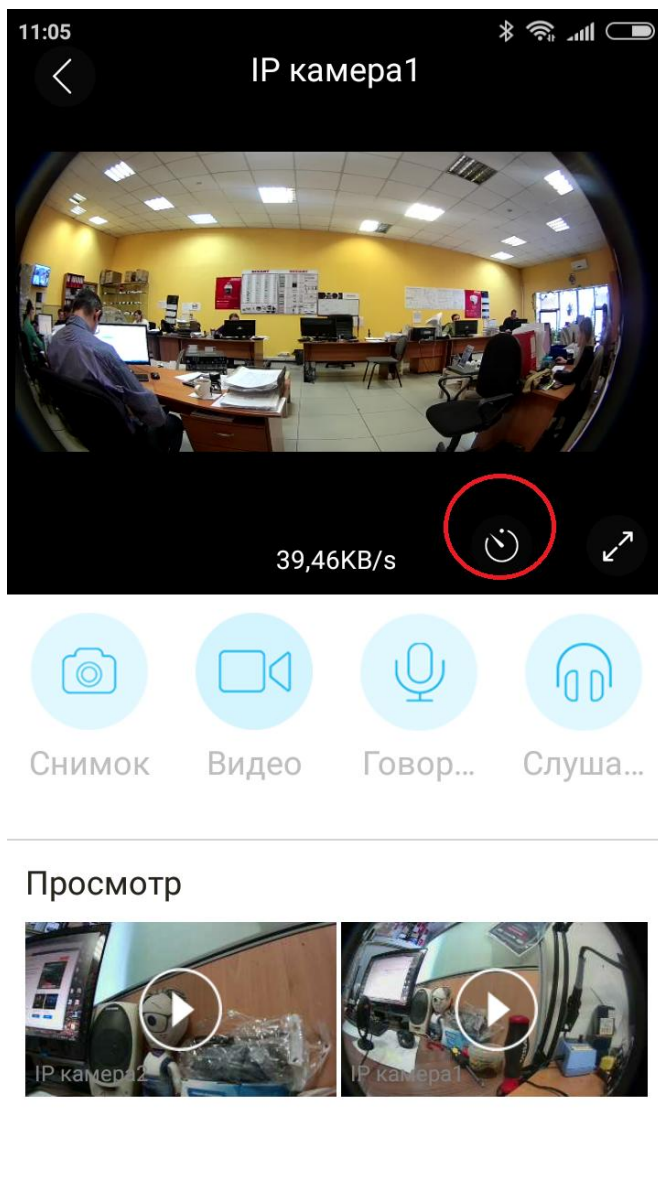 11:05
IP камера1
39,46KB/s
Снимок
Видео
Говор...
Слуша...
Просмотр
IP камера2
IP камера1